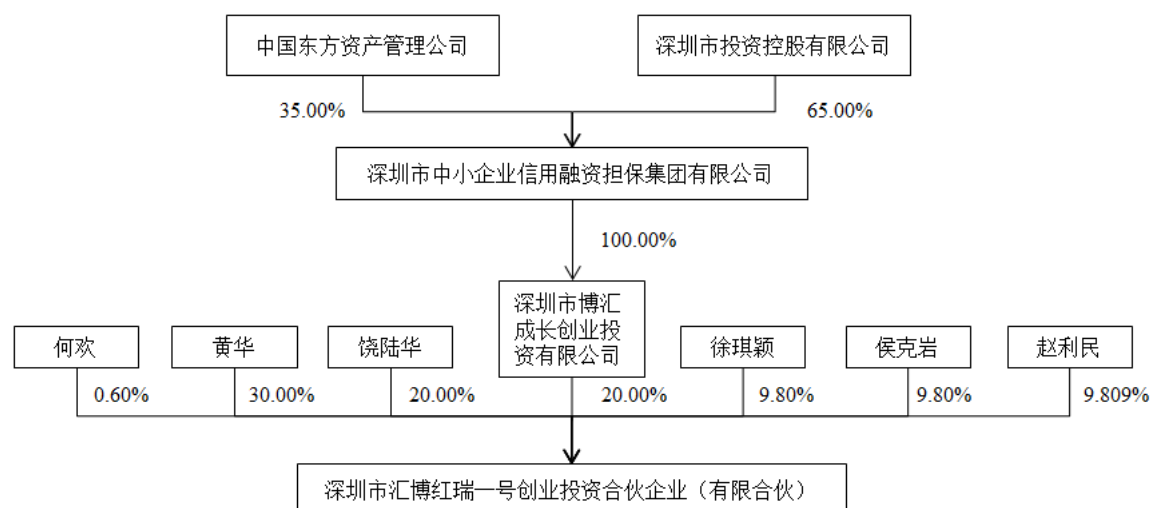 中国东方资产管理公司
深圳市投资控股有限公司
35.00%
65.00%
深圳市中小企业信用融资担保集团有限公司
100.00%
深圳市博汇
成长创业投
资有限公司
何欢
黄华
饶陆华
徐琪颖
侯克岩
赵利民
0.60%
30.00%
20.00%
20.00%
9.80%
9.80%
9.809%
深圳市汇博红瑞一号创业投资合伙企业（有限合伙）